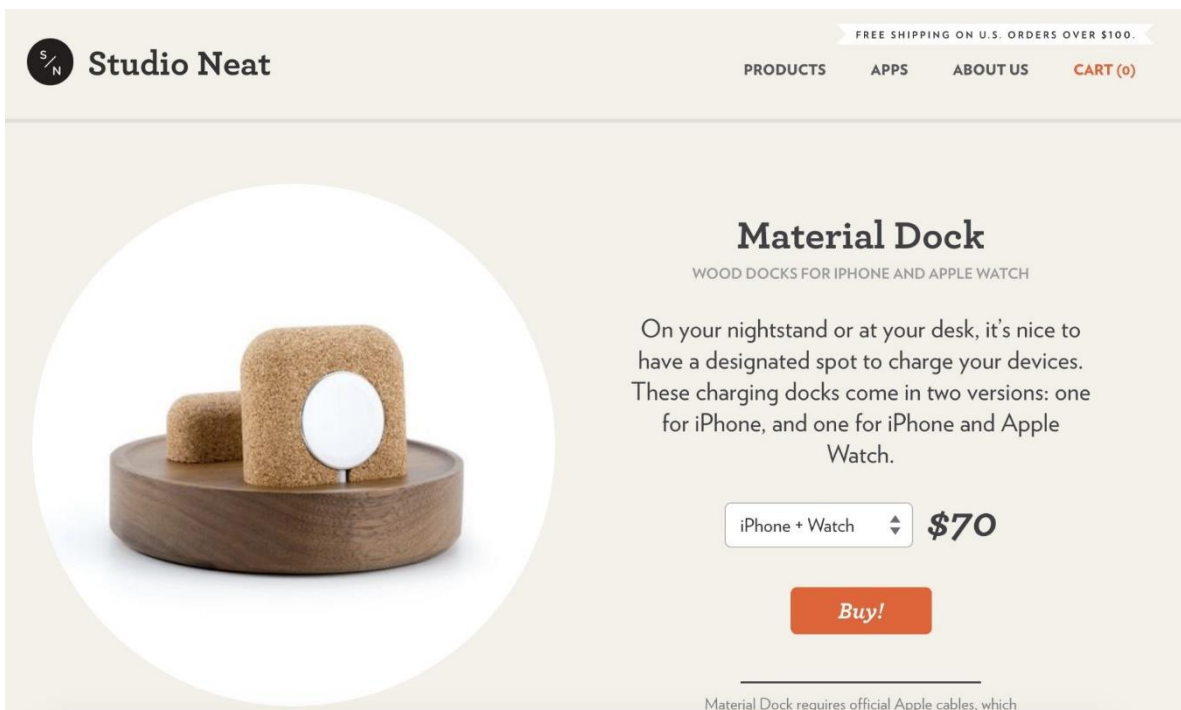 FREE SHIPPING ON U.S. ORDERS OVER $100.
S/N Studio Neat
PRODUCTS APPS ABOUT US CART (0)
Material Dock
WOOD DOCKS FOR IPHONE AND APPLE WATCH
On your nightstand or at your desk, it’s nice to
have a designated spot to charge your devices.
These charging docks come in two versions: one
for iPhone, and one for iPhone and Apple
Watch.
iPhone + Watch $70
Buy!
Material Dock requires official Apple cables, which